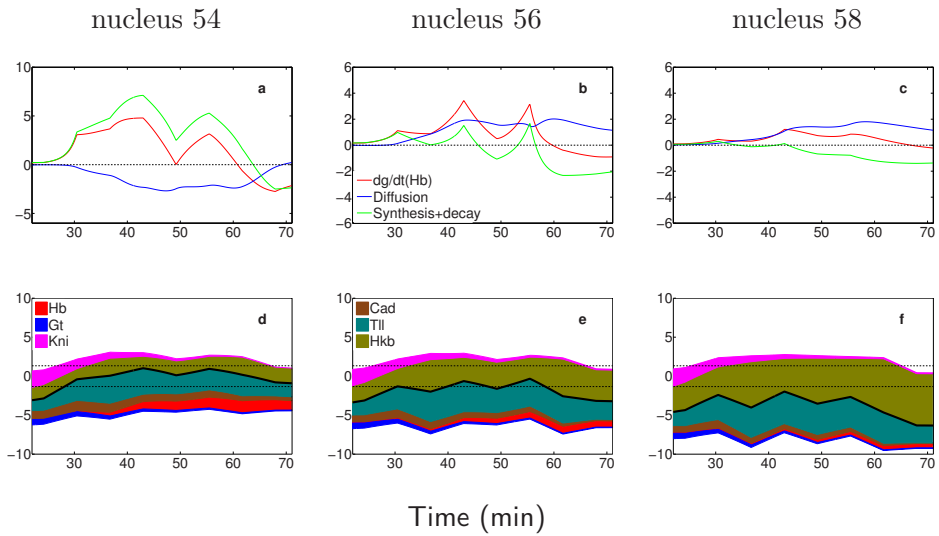 nucleus 54 nucleus 56 nucleus 58
10 6 6
a b c
4 4
5 2 2
0 0 0
dg/dt(Hb)
−2 −2
Diffusion
−5 −4 −4
Synthesis+decay
−6 −6
30 40 50 60 70 30 40 50 60 70 30 40 50 60 70
10 10 10
Hb d Cad e f
Gt Tll
5 Kni 5 Hkb 5
0 0 0
−5 −5 −5
−10 −10 −10
30 40 50 60 70 30 40 50 60 70 30 40 50 60 70
Time (min)